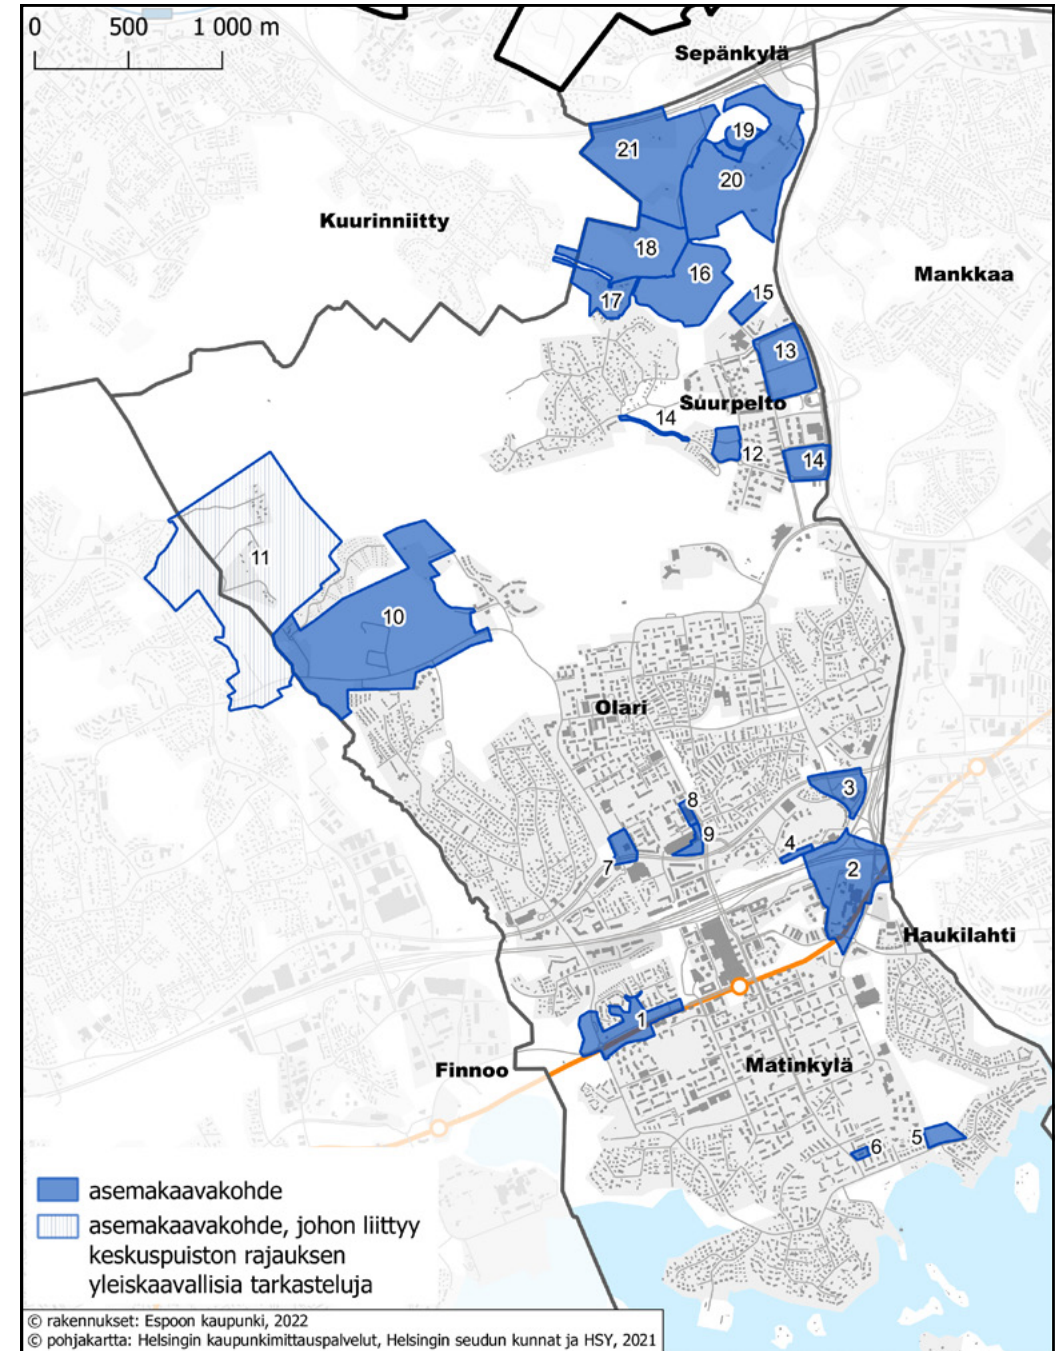 0 500 1 000 m
Sepänkylä
19
21
20
Kuurinniitty
18
16
Mankkaa
15
17
13
Suurpelto
14
12
14
11
10
Olari
3
8
9
4
7
2
Haukilahti
1
Finnoo
Matinkylä
5
6
asemakaavakohde
asemakaavakohde, johon liittyy
keskuspuiston rajauksen
yleiskaavallisia tarkasteluja
© rakennukset: Espoon kaupunki, 2022
© pohjakartta: Helsingin kaupunkimittauspalvelut, Helsingin seudun kunnat ja HSY, 2021